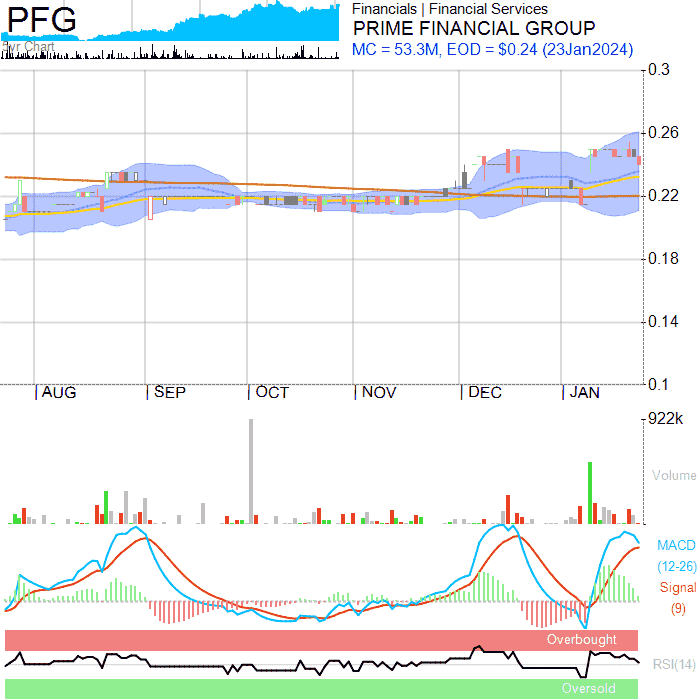 PFG
5yr Chart
Financials | Financial Services
PRIME FINANCIAL GROUP
MC = 53.3M, EOD = $0.24 (23Jan2024)
0.3
0.26
0.22
0.18
0.14
0.1
AUG SEP OCT NOV DEC JAN
922k
Volume
MACD
(12-26)
Signal
(9)
Overbought
RSI(14)
Oversold